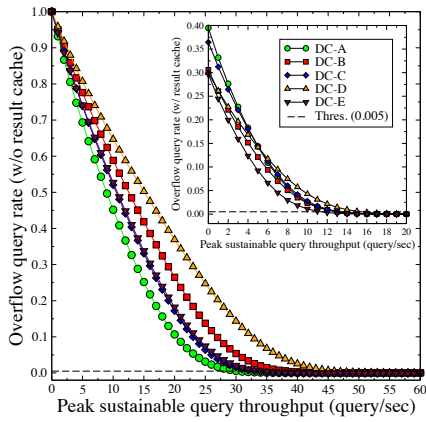 Overflow query rate (w/o result cache)
1.0
0.9
0.8
0.7
0.6
0.5
0.4
0.3
0.2
0.1
0.0
0 5 10 15 20 25 30 35 40 45 50 55 60
Peak sustainable query throughput (query/sec)
Overflow query rate (w/ result cache)
0.40
0.35
0.30
0.25
0.20
0.15
0.10
0.05
0.00
0 2 4 6 8 10 12 14 16 18 20
Peak sustainable query throughput (query/sec)
DC-A
DC-B
DC-C
DC-D
DC-E
Thres. (0.005)